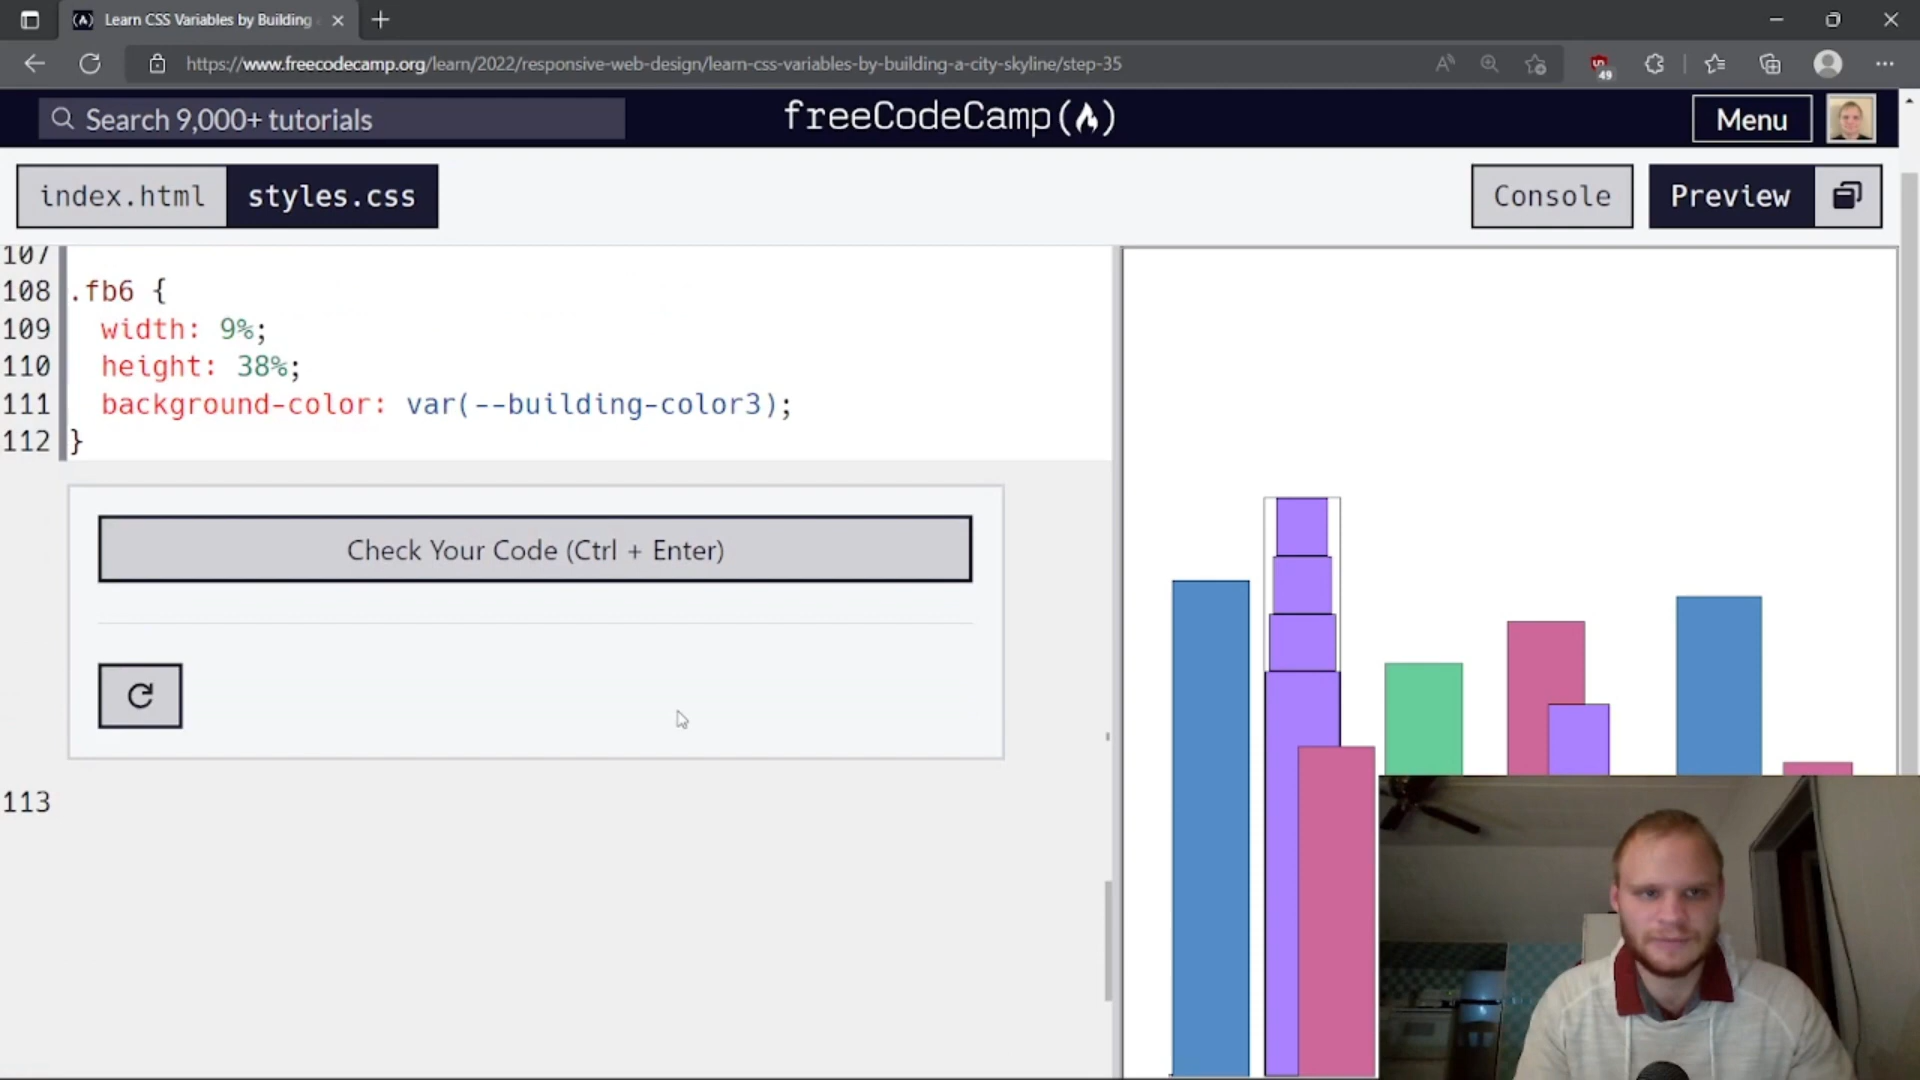 Learn CSS Variables by Building
https://www.freecodecamp.org/learn/2022/responsive-web-design/learn-css-variables-by-building-a-city-skyline/step-35
49
Search 9,000+ tutorials
freeCodeCamp(🔥)
Menu
index.html
styles.css
Console
Preview
107
108 .fb6 {
109 width: 9%;
110 height: 38%;
111 background-color: var(--building-color3);
112 }
Check Your Code (Ctrl + Enter)
113